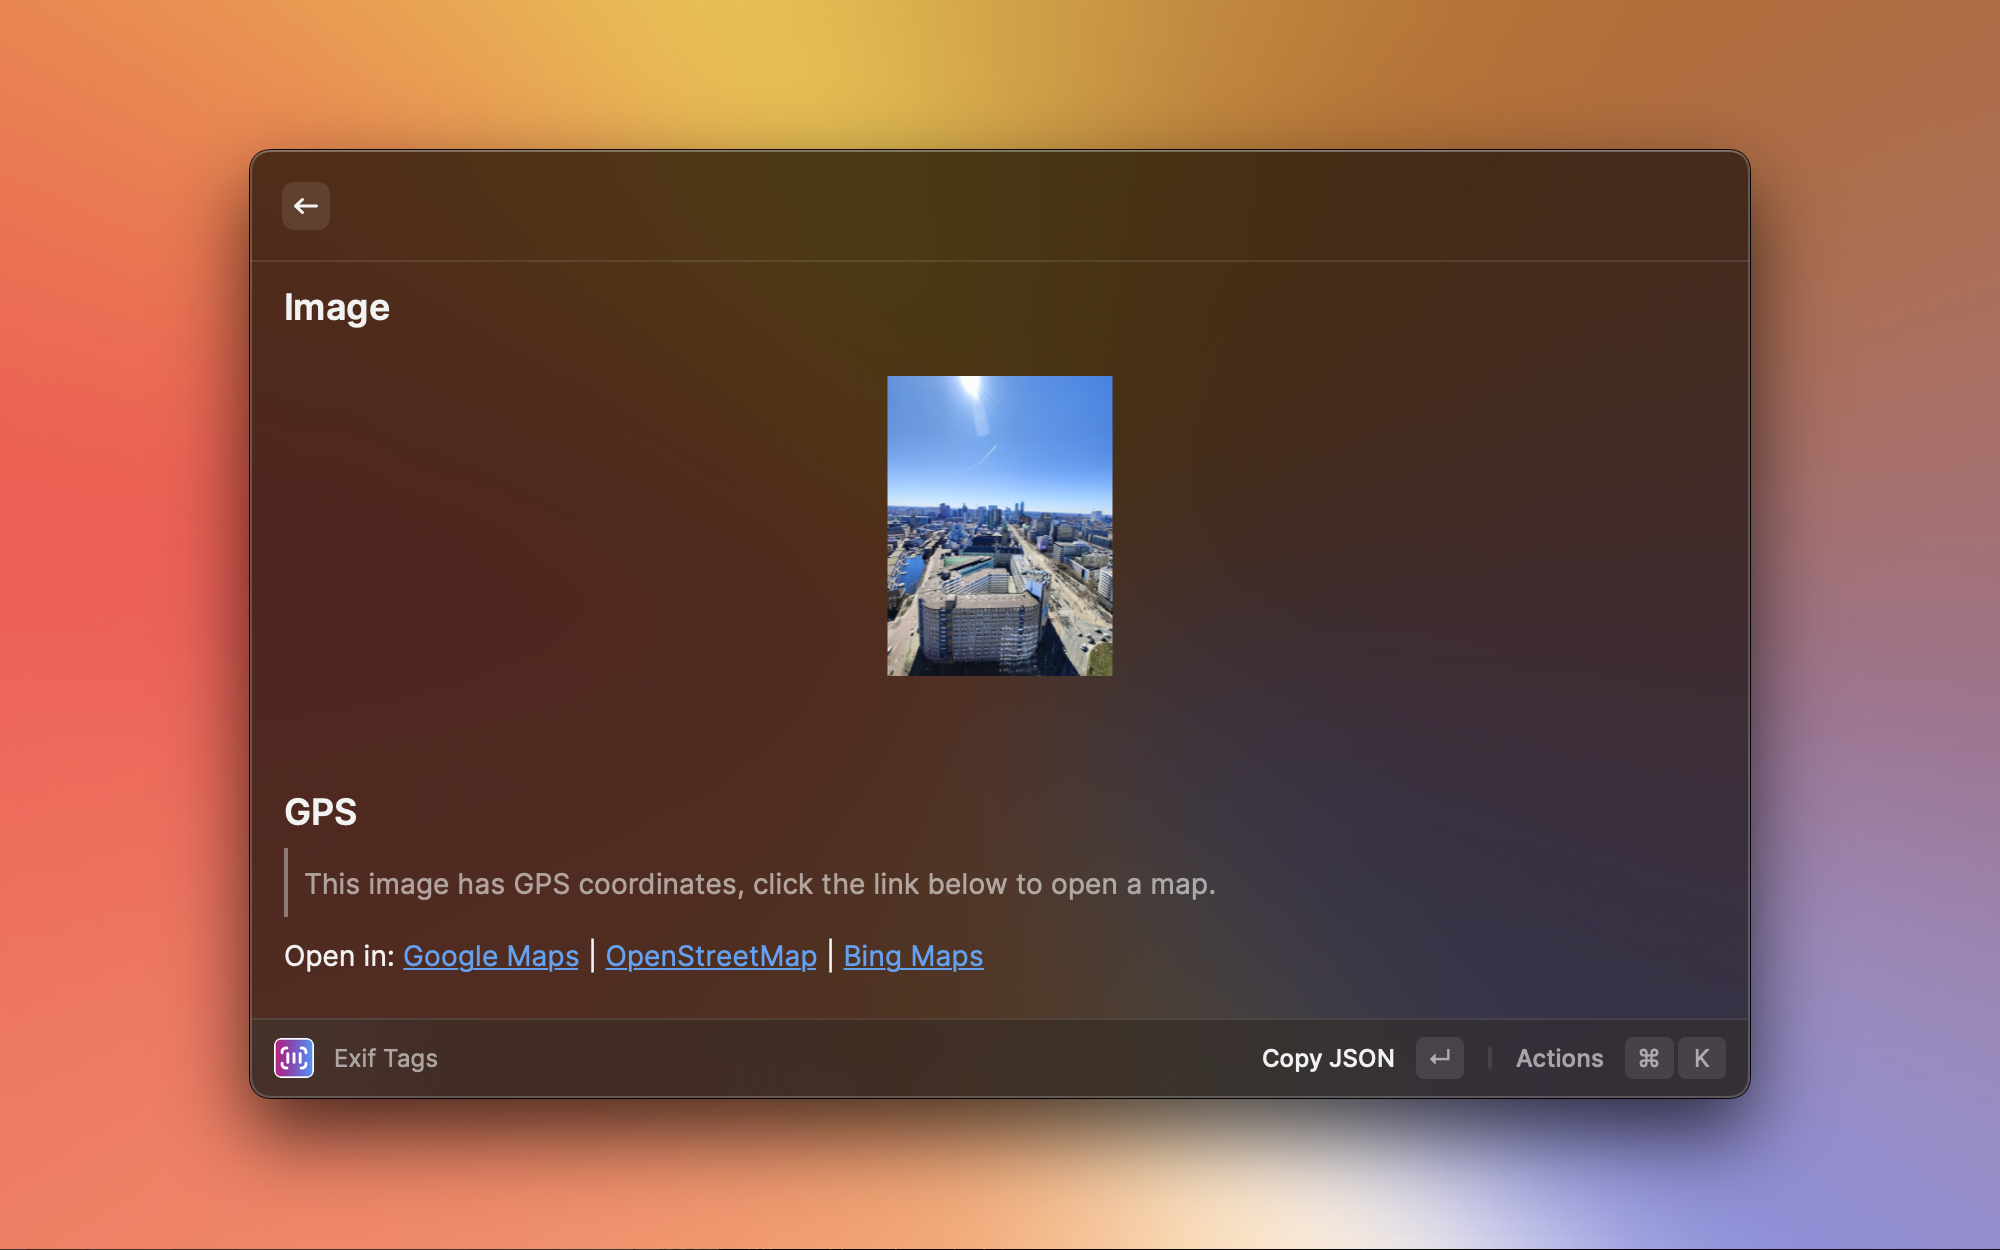 Image
GPS
This image has GPS coordinates, click the link below to open a map.
Open in: Google Maps | OpenStreetMap | Bing Maps
Exif Tags
Copy JSON
Actions ⌘ K